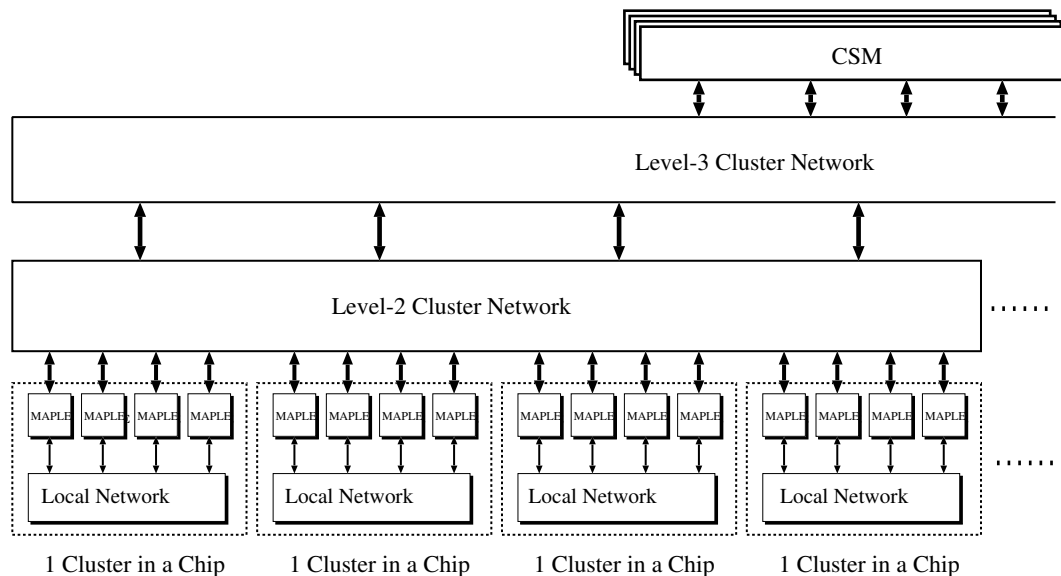 CSM
Level-3 Cluster Network
Level-2 Cluster Network
MAPLE MAPLE MAPLE MAPLE MAPLE MAPLE MAPLE MAPLE MAPLE MAPLE MAPLE MAPLE MAPLE MAPLE MAPLE MAPLE
Local Network Local Network Local Network Local Network
1 Cluster in a Chip 1 Cluster in a Chip 1 Cluster in a Chip 1 Cluster in a Chip